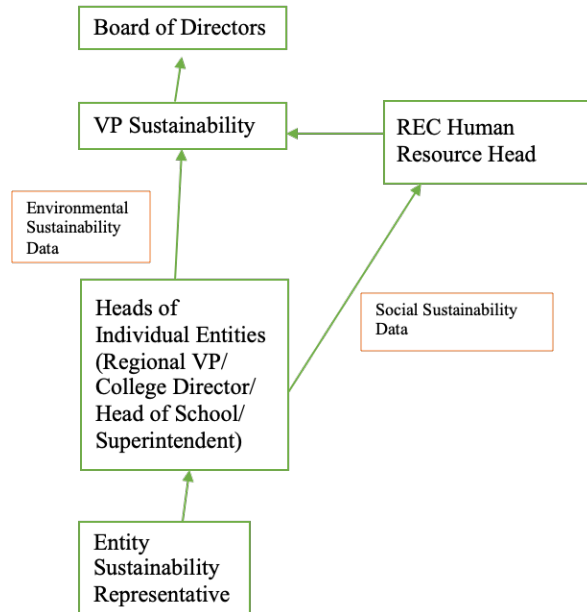 Board of Directors
VP Sustainability
REC Human
Resource Head
Environmental
Sustainability
Data
Heads of
Individual Entities
(Regional VP/
College Director/
Head of School/
Superintendent)
Social Sustainability
Data
Entity
Sustainability
Representative